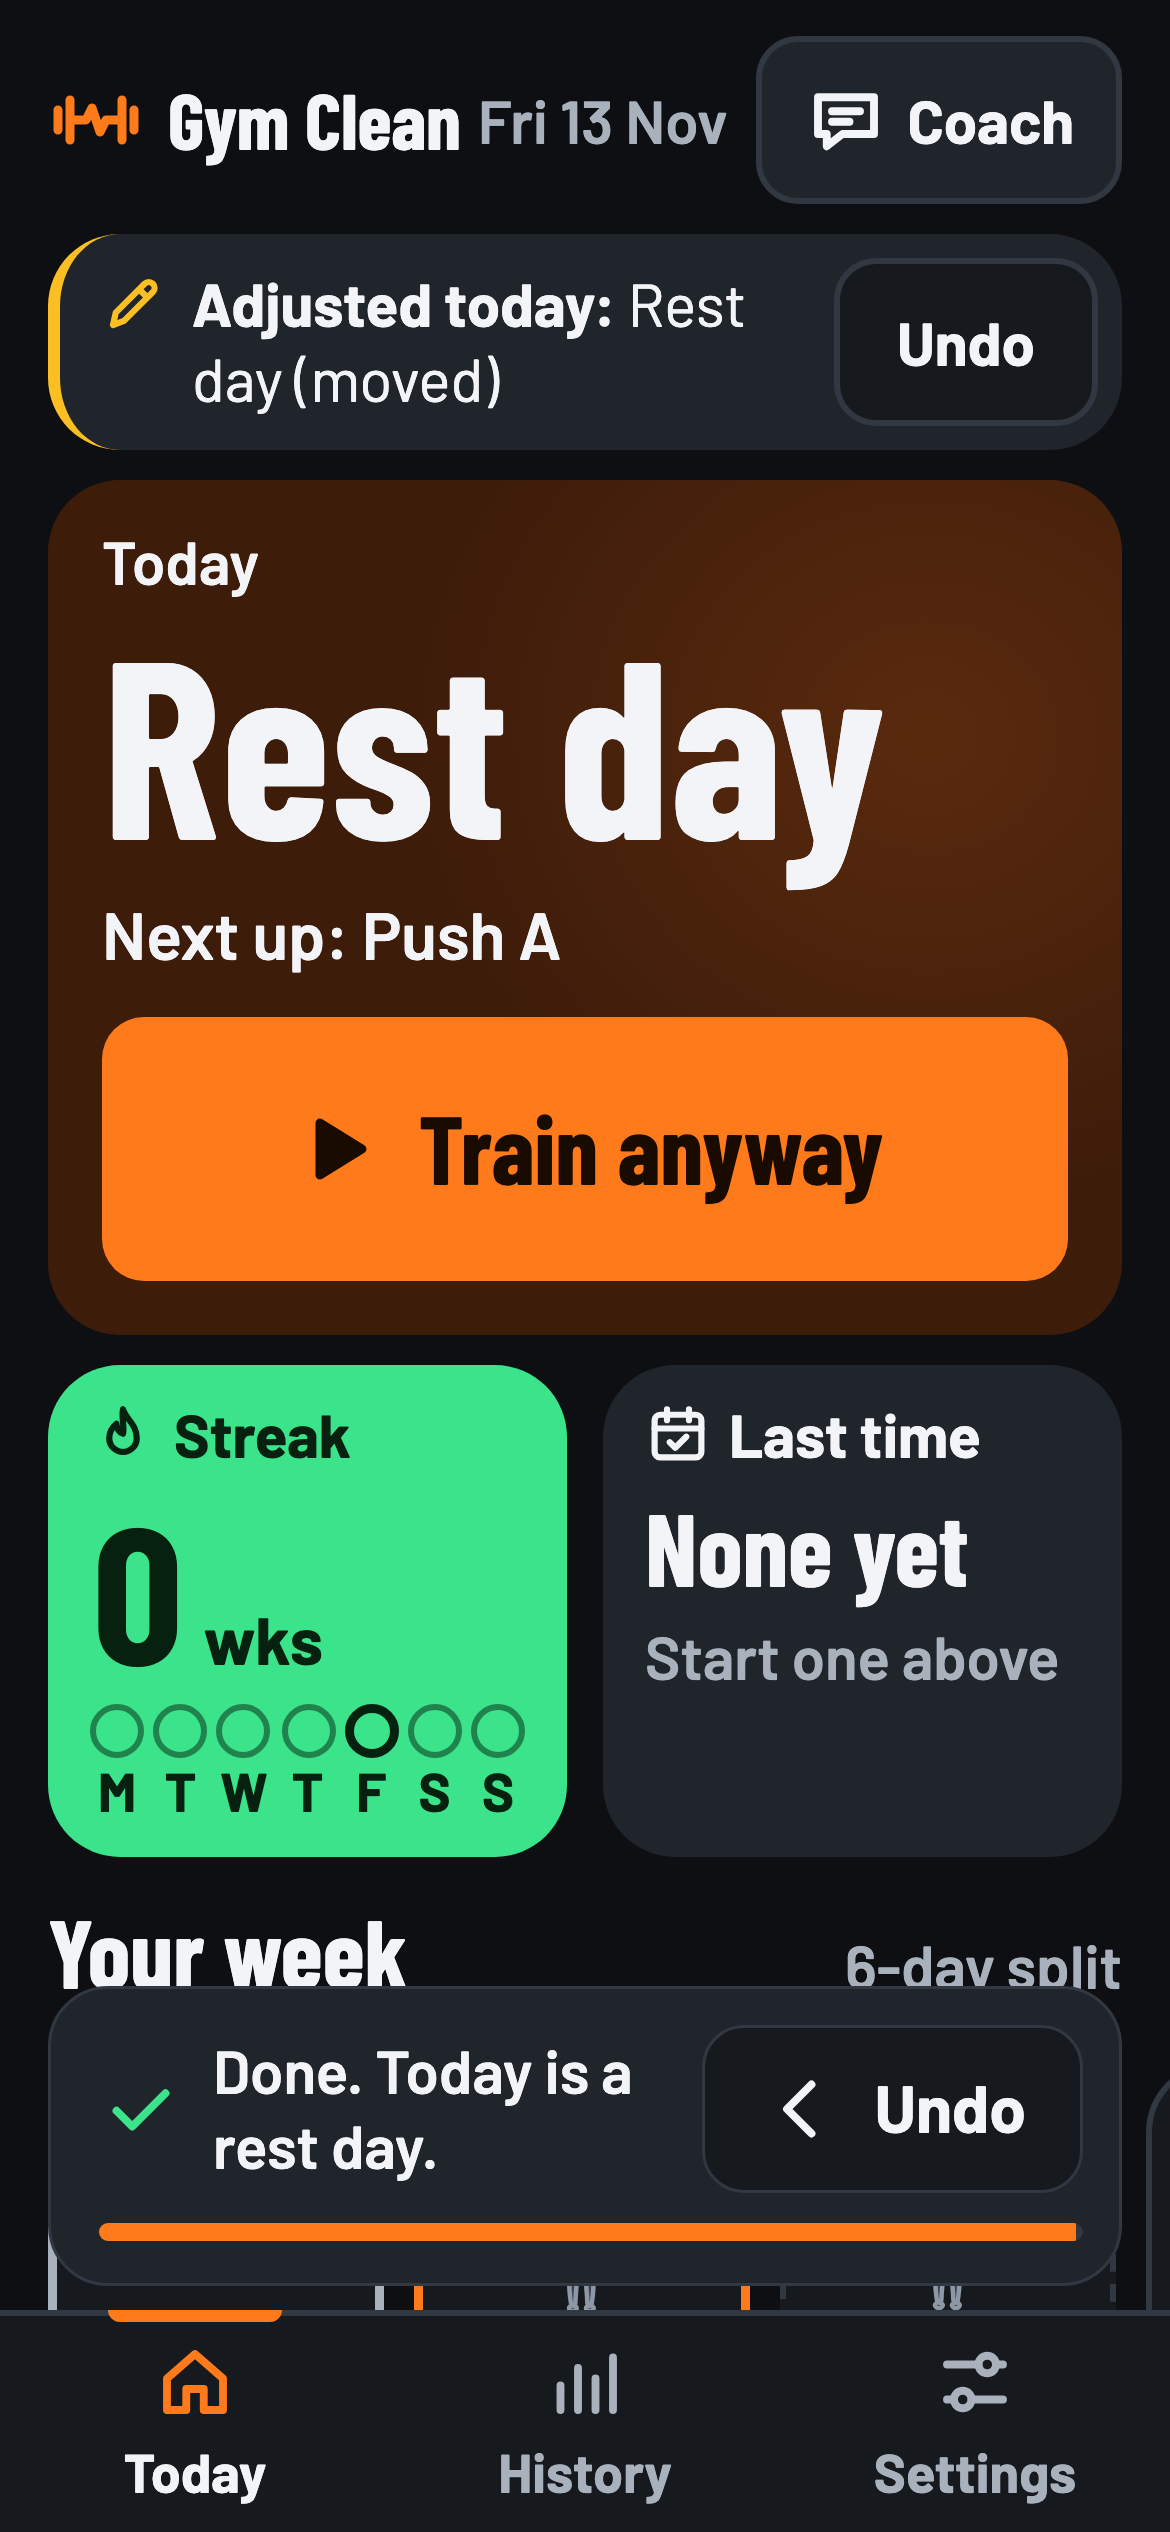 Gym Clean Fri 13 Nov
Coach
Adjusted today: Rest
day (moved)
Undo
Today
Rest day
Next up: Push A
Train anyway
Streak
0 wks
M T W T F S S
Last time
None yet
Start one above
Your week
6-day split
Done. Today is a
rest day.
Undo
Today
History
Settings